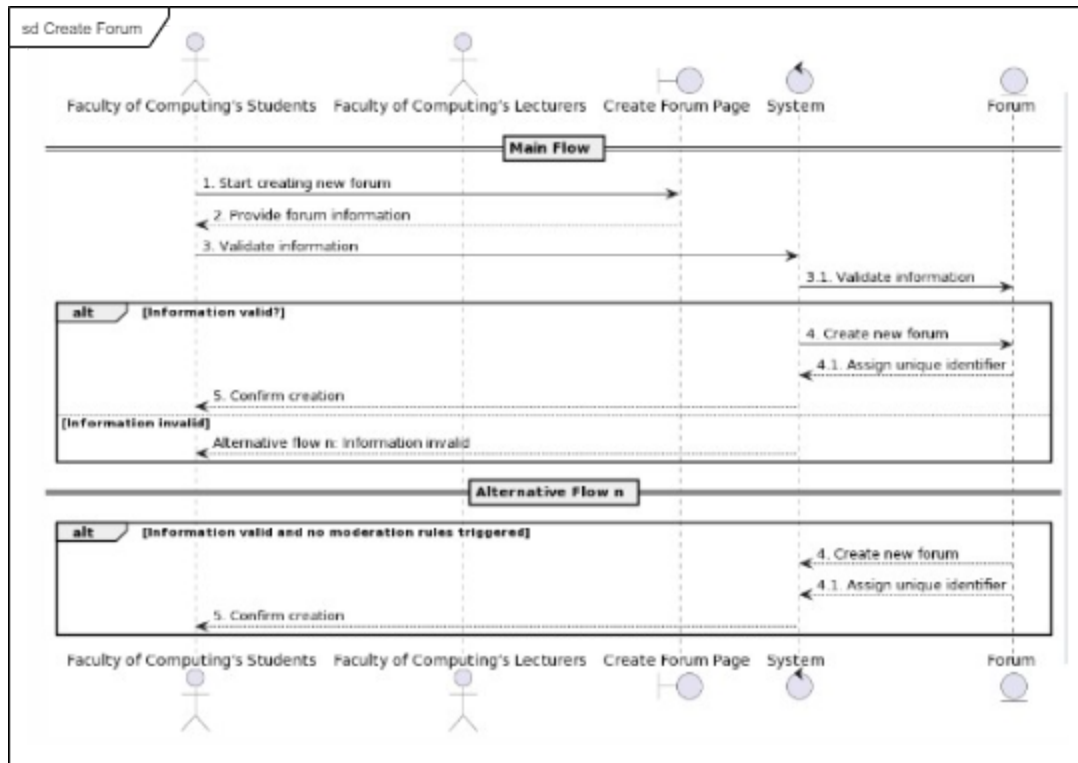 sd Create Forum
Faculty of Computing's Students Faculty of Computing's Lecturers Create Forum Page System Forum
Main Flow
1. Start creating new forum
2. Provide forum information
3. Validate information
3.1. Validate information
alt [Information valid?]
4. Create new forum
4.1. Assign unique identifier
5. Confirm creation
[Information invalid]
Alternative flow n: Information invalid
Alternative Flow n
alt [Information valid and no moderation rules triggered]
4. Create new forum
4.1. Assign unique identifier
5. Confirm creation
Faculty of Computing's Students Faculty of Computing's Lecturers Create Forum Page System Forum